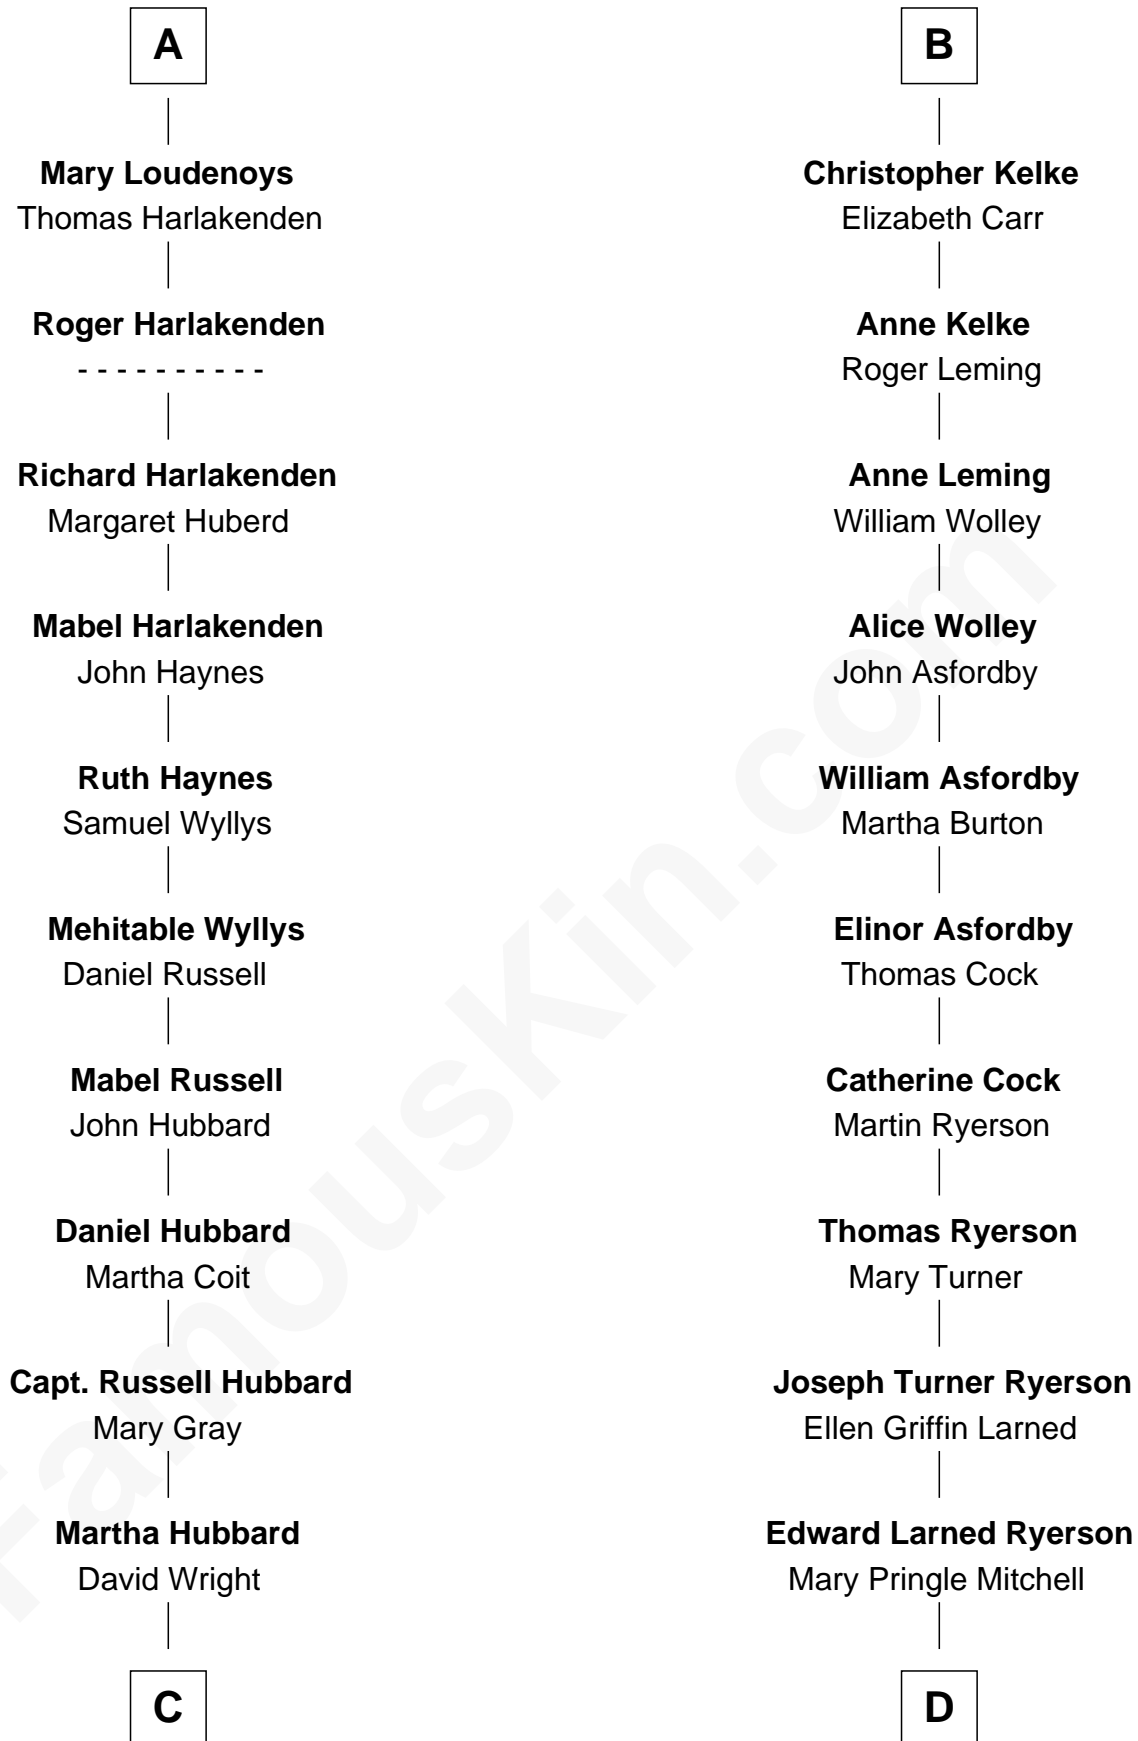 A
Mary Loudenoys
Thomas Harlakenden
Roger Harlakenden
- - - - - - - - - -
Richard Harlakenden
Margaret Huberd
Mabel Harlakenden
John Haynes
Ruth Haynes
Samuel Wyllys
Mehitable Wyllys
Daniel Russell
Mabel Russell
John Hubbard
Daniel Hubbard
Martha Coit
Capt. Russell Hubbard
Mary Gray
Martha Hubbard
David Wright
C
B
Christopher Kelke
Elizabeth Carr
Anne Kelke
Roger Leming
Anne Leming
William Wolley
Alice Wolley
John Asfordby
William Asfordby
Martha Burton
Elinor Asfordby
Thomas Cock
Catherine Cock
Martin Ryerson
Thomas Ryerson
Mary Turner
Joseph Turner Ryerson
Ellen Griffin Larned
Edward Larned Ryerson
Mary Pringle Mitchell
D
FamousKin.com